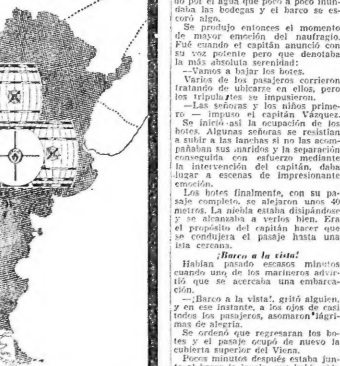 do por el agua que poco a poco inun-
daba las bodegas y el barco se es-
coró algo.
Se produjo entonces el momento
de mayor emoción del naufragio.
Fué cuando el capitán anunció con
su voz potente pero que denotaba
la más absoluta serenidad:
—Vamos a bajar los botes.
Varios de los pasajeros corrieron
tratando de ubicarse en ellos, pero
los tripulantes se impusieron.
—Las señoras y los niños prime-
ro — impuso el capitán Vázquez.
Se inició así la ocupación de los
botes. Algunas señoras se resistían
a subir a las lanchas si no las acom-
pañaban sus maridos y la separación
conseguida con esfuerzo mediante
la intervención del capitán, daba
lugar a escenas de impresionante
emoción.
Los botes finalmente, con su pa-
saje completo, se alejaron unos 40
metros. La niebla estaba disipándose
y se alcanzaba a verlos bien. Era
el propósito del capitán hacer que
se condujera el pasaje hasta una
isla cercana.
¡Barco a la vista!
Habían pasado escasos minutos
cuando uno de los marineros advir-
tió que se acercaba una embarca-
ción.
—¡Barco a la vista!, gritó alguien,
y en ese instante, a los ojos de casi
todos los pasajeros, asomaron lágri-
mas de alegría.
Se ordenó que regresaran los bo-
tes y el pasaje ocupó de nuevo la
cubierta superior del Viena.
Pocos minutos después estaba jun-